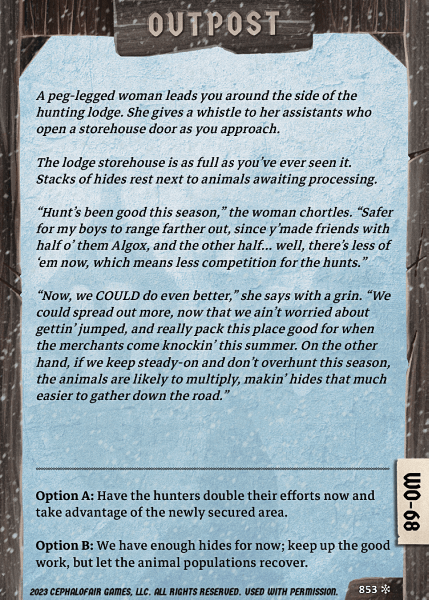 OUTPOST
A peg-legged woman leads you around the side of the
hunting lodge. She gives a whistle to her assistants who
open a storehouse door as you approach.
The lodge storehouse is as full as you’ve ever seen it.
Stacks of hides rest next to animals awaiting processing.
“Hunt’s been good this season,” the woman chortles. “Safer
for my boys to range farther out, since y’made friends with
half o’ them Algox, and the other half... well, there’s less of
‘em now, which means less competition for the hunts.”
“Now, we COULD do even better,” she says with a grin. “We
could spread out more, now that we ain’t worried about
gettin’ jumped, and really pack this place good for when
the merchants come knockin’ this summer. On the other
hand, if we keep steady-on and don’t overhunt this season,
the animals are likely to multiply, makin’ hides that much
easier to gather down the road.”
Option A: Have the hunters double their efforts now and
take advantage of the newly secured area.
Option B: We have enough hides for now; keep up the good
work, but let the animal populations recover.
WO-68
2023 CEPHALOFAIR GAMES, LLC. ALL RIGHTS RESERVED. USED WITH PERMISSION.
853